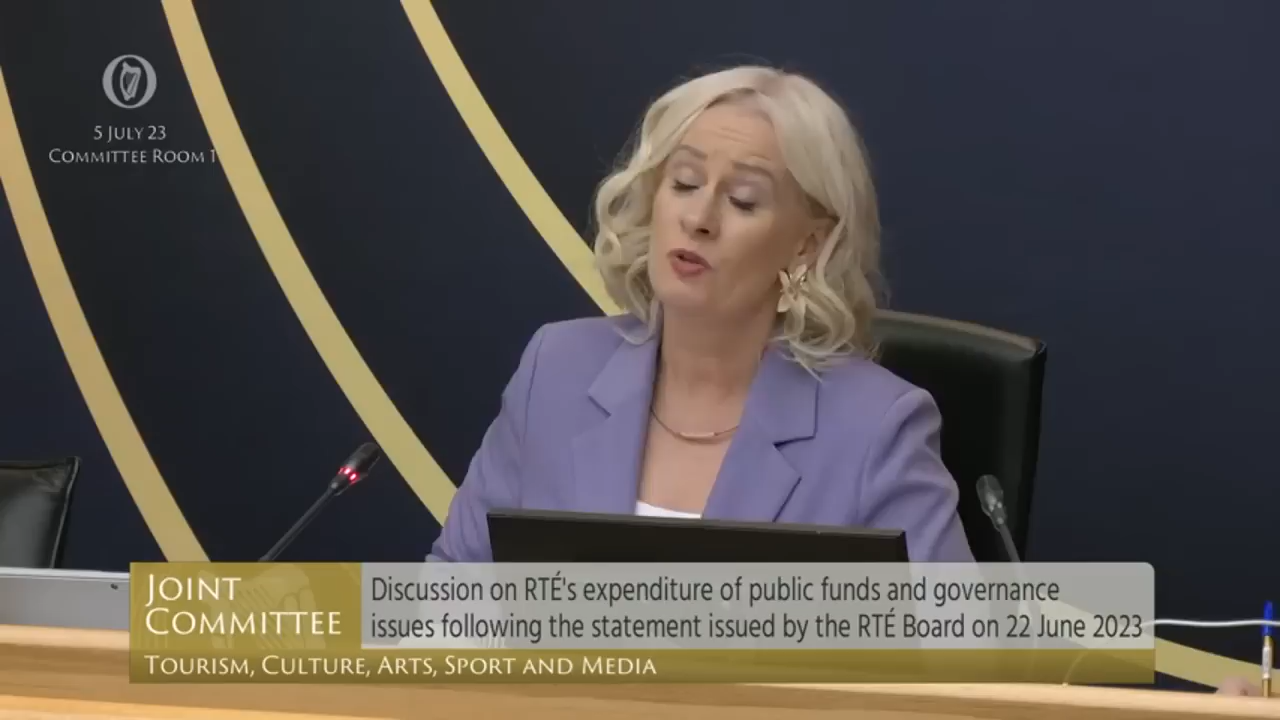 5 JULY 23
COMMITTEE ROOM 1
JOINT
COMMITTEE
Discussion on RTÉ's expenditure of public funds and governance
issues following the statement issued by the RTÉ Board on 22 June 2023
TOURISM, CULTURE, ARTS, SPORT AND MEDIA